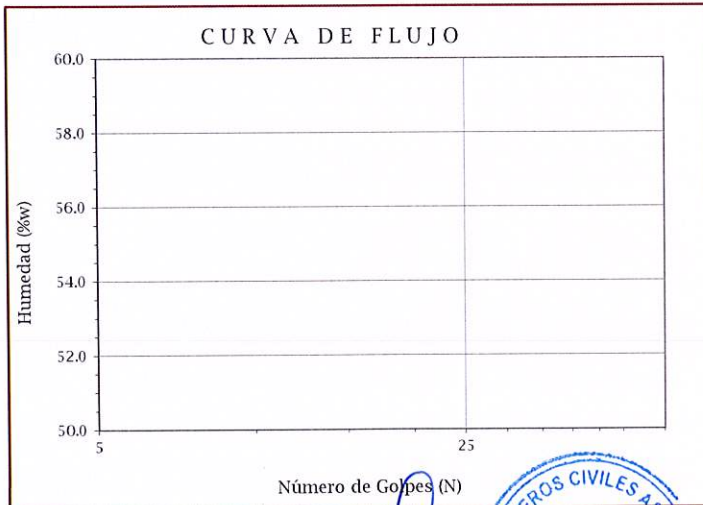 CURVA DE FLUJO
60.0
58.0
56.0
54.0
52.0
50.0
Humedad (%w)
5
25
Número de Golpes (N)
EROS CIVILES